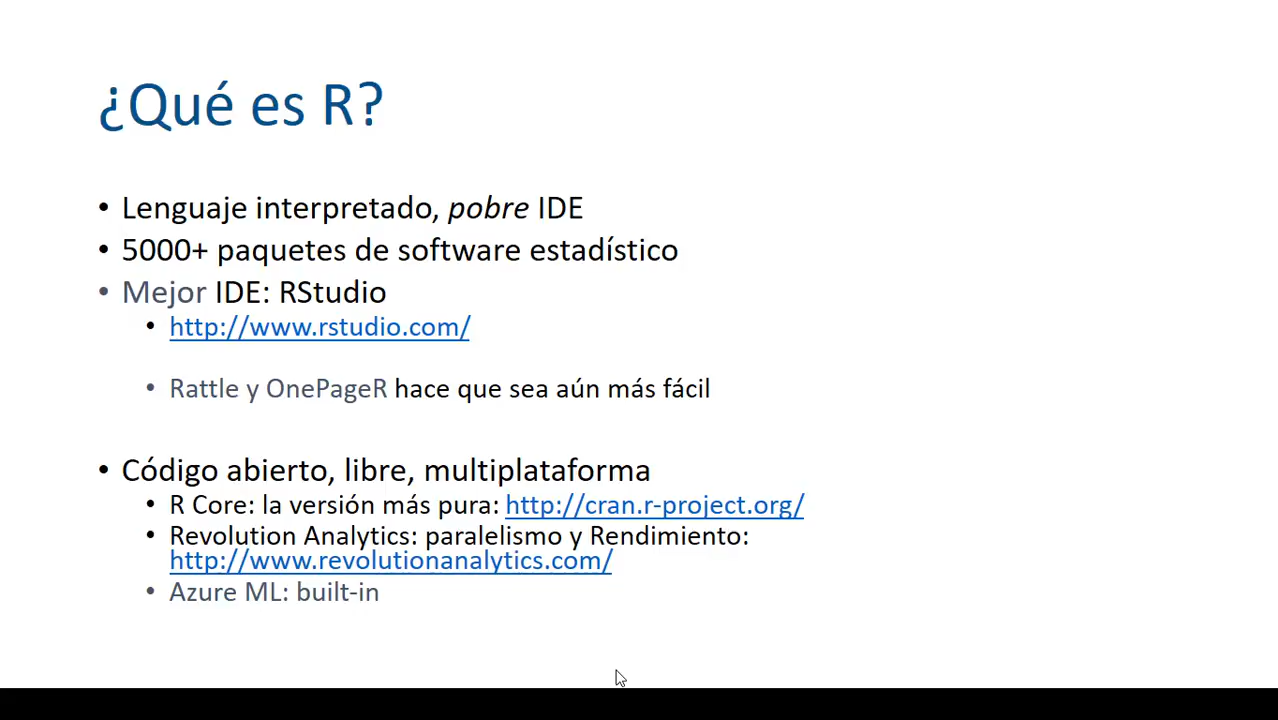 ¿Qué es R?
• Lenguaje interpretado, pobre IDE
• 5000+ paquetes de software estadístico
• Mejor IDE: RStudio
• http://www.rstudio.com/
• Rattle y OnePageR hace que sea aún más fácil
• Código abierto, libre, multiplataforma
• R Core: la versión más pura: http://cran.r-project.org/
• Revolution Analytics: paralelismo y Rendimiento:
http://www.revolutionanalytics.com/
• Azure ML: built-in